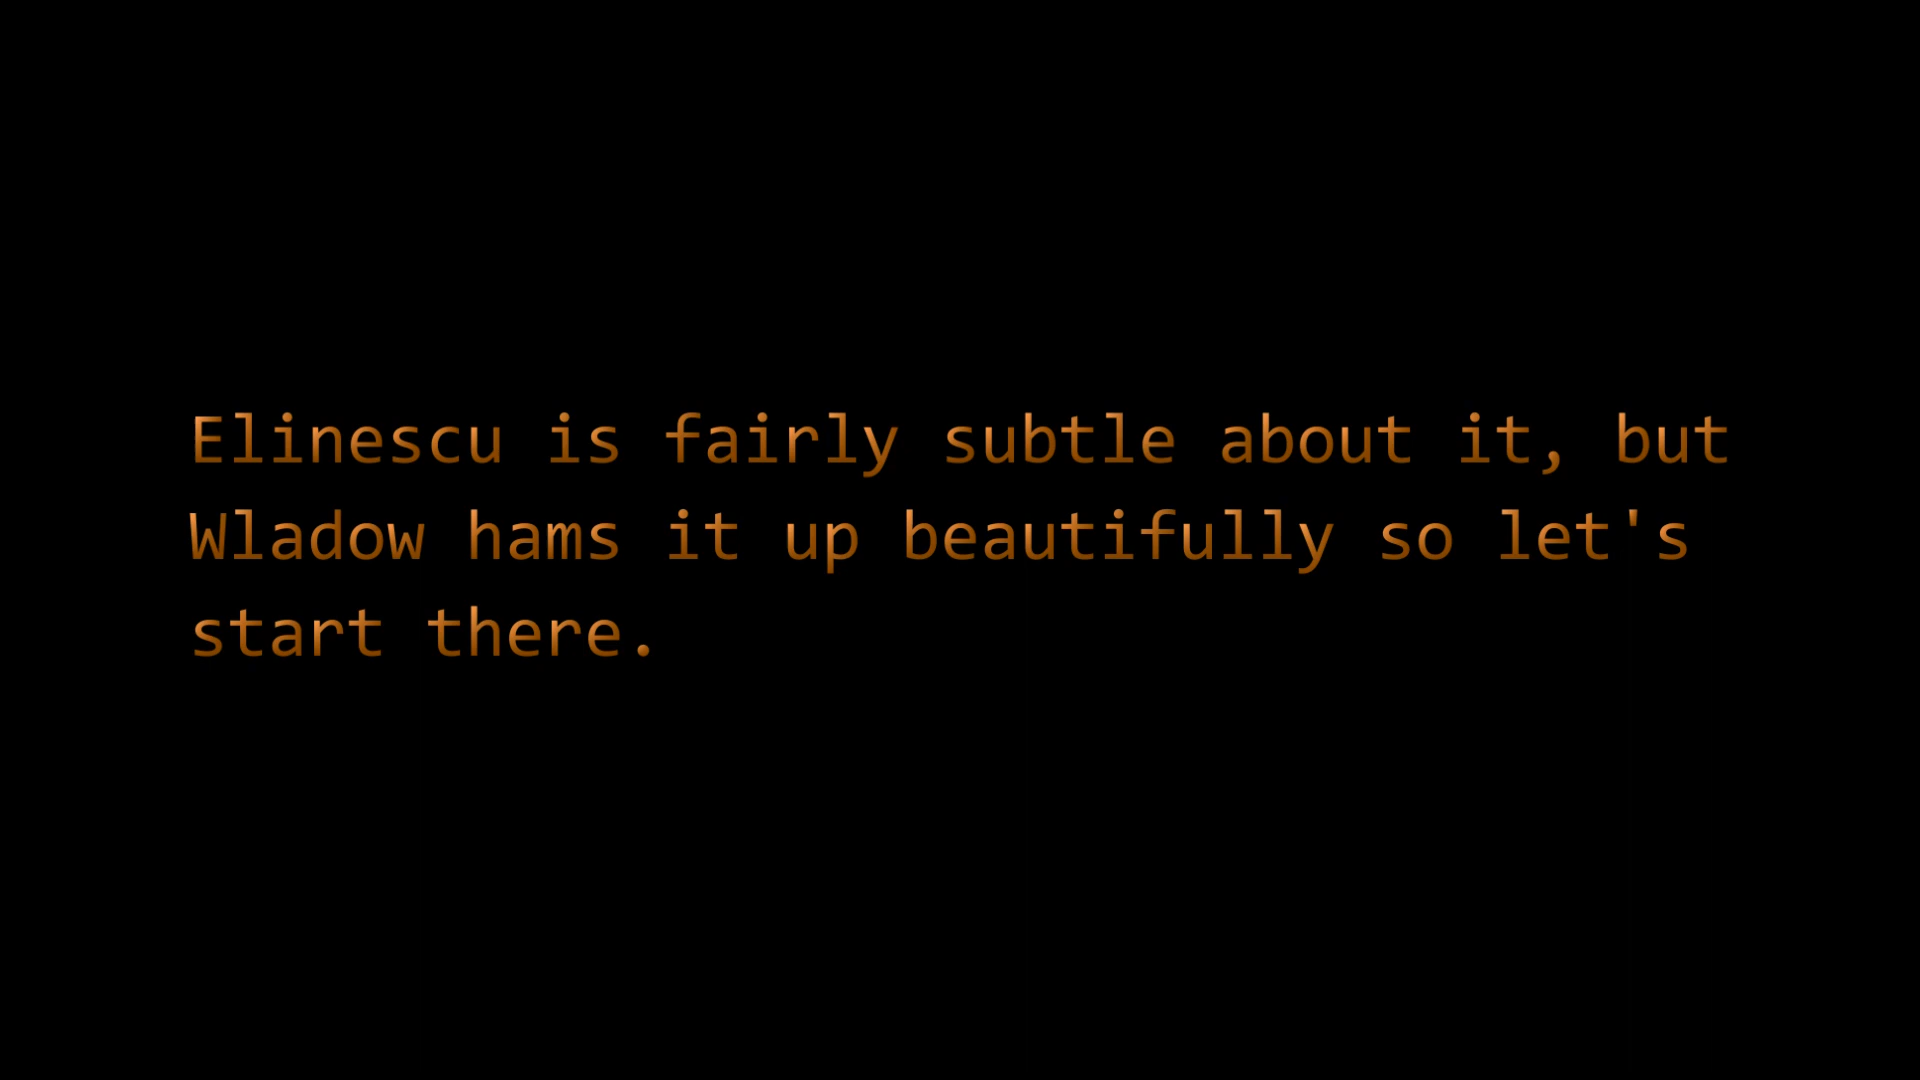 Elinescu is fairly subtle about it, but
Wladow hams it up beautifully so let's
start there.